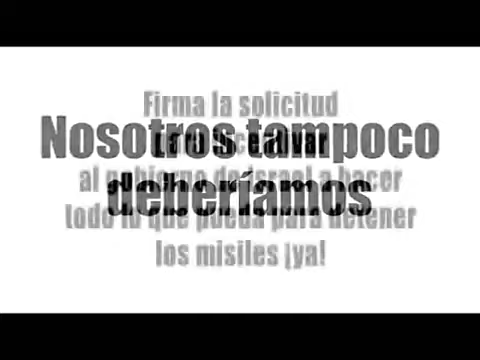 Firma la solicitud
Nosotros tampoco
al gobierno de Israel a hacer
deberíamos
todo lo que pueda para detener
los misiles ¡ya!